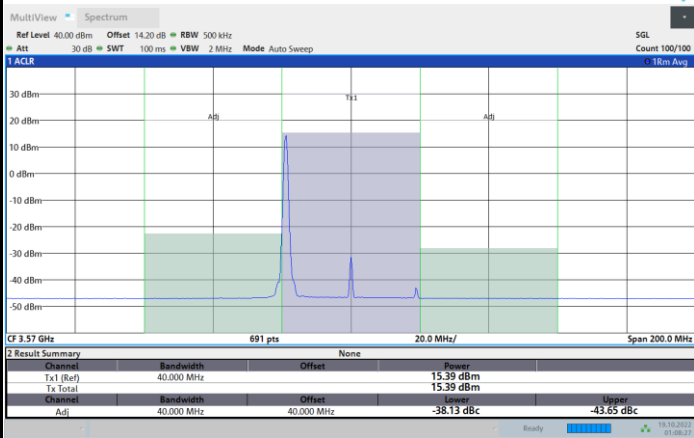 MultiView Spectrum
Ref Level 40.00 dBm Offset 14.20 dB RBW 500 kHz SGL
Att 30 dB SWT 100 ms VBW 2 MHz Mode Auto Sweep Count 100/100
1 ACLR 1Rm Avg
30 dBm
Tx1
20 dBm
Adj Adj
10 dBm
0 dBm
-10 dBm
-20 dBm
-30 dBm
-40 dBm
-50 dBm
CF 3.57 GHz 691 pts 20.0 MHz/ Span 200.0 MHz
2 Result Summary None
Channel Bandwidth Offset Power
Tx1 (Ref) 40.000 MHz 15.39 dBm
Tx Total 15.39 dBm
Channel Bandwidth Offset Lower Upper
Adj 40.000 MHz 40.000 MHz -38.13 dBc -43.65 dBc
Ready 19.10.2022
01:08:27